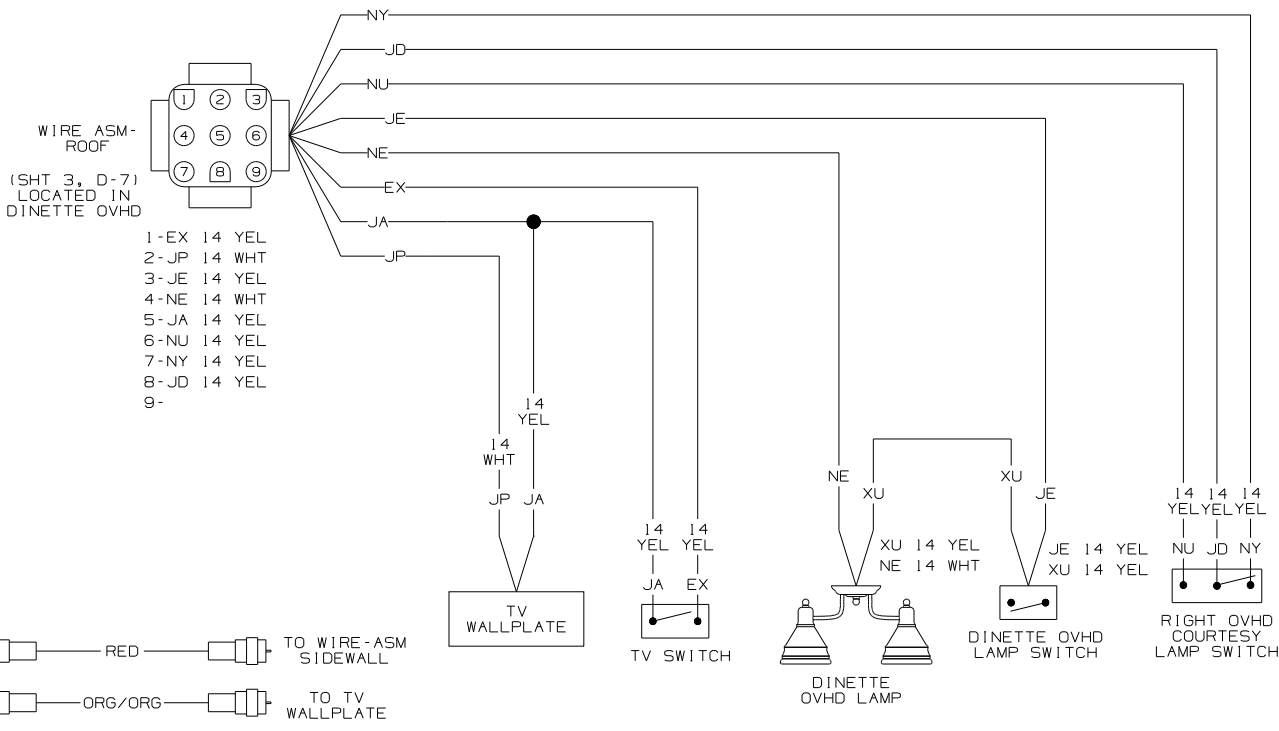 NY
JD
NU
JE
NE
EX
JA
JP
1 2 3
4 5 6
7 8 9
WIRE ASM-
ROOF
(SHT 3, D-7)
LOCATED IN
DINETTE OVHD
1-EX 14 YEL
2-JP 14 WHT
3-JE 14 YEL
4-NE 14 WHT
5-JA 14 YEL
6-NU 14 YEL
7-NY 14 YEL
8-JD 14 YEL
9-
14
WHT
JP
14
YEL
JA
TV
WALLPLATE
14
YEL
JA
14
YEL
EX
TV SWITCH
NE
XU
XU 14 YEL
NE 14 WHT
DINETTE
OVHD LAMP
XU
JE
JE 14 YEL
XU 14 YEL
DINETTE OVHD
LAMP SWITCH
14 14 14
YEL YEL YEL
NU JD NY
RIGHT OVHD
COURTESY
LAMP SWITCH
RED
TO WIRE-ASM
SIDEWALL
ORG/ORG
TO TV
WALLPLATE